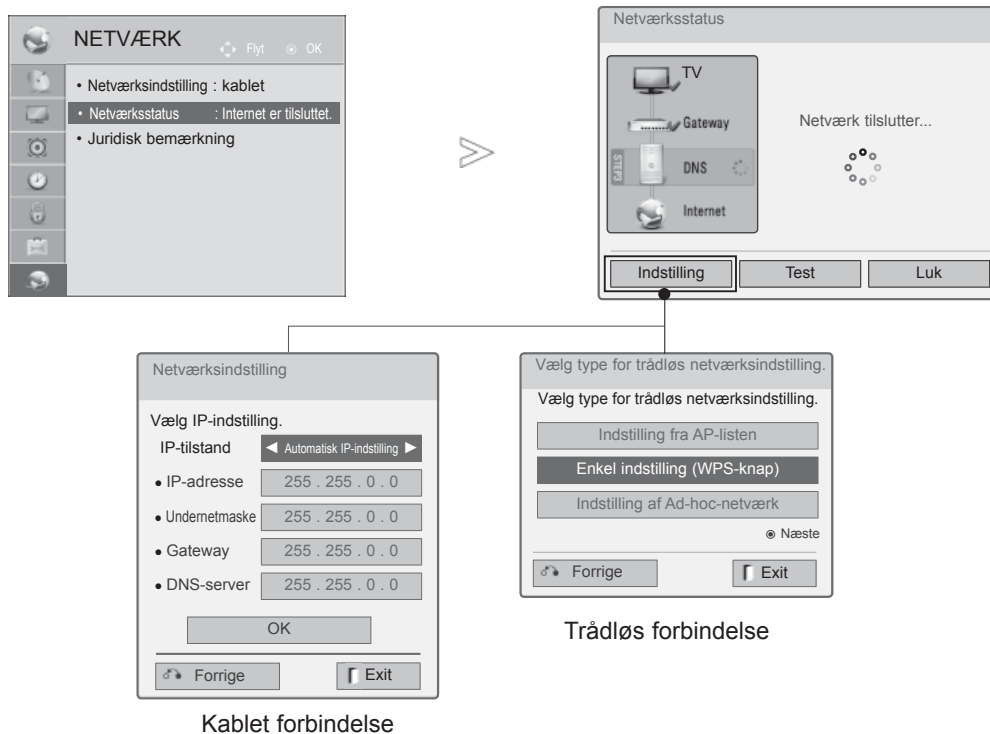 NETVÆRK
Flyt OK
• Netværksindstilling : kablet
• Netværksstatus : Internet er tilsluttet.
• Juridisk bemærkning
Netværksstatus
TV
Gateway
STEP3
DNS
Internet
Netværk tilslutter...
Indstilling Test Luk
Netværksindstilling
Vælg IP-indstilling.
IP-tilstand ◀ Automatisk IP-indstilling ▶
• IP-adresse 255 . 255 . 0 . 0
• Undernetmaske 255 . 255 . 0 . 0
• Gateway 255 . 255 . 0 . 0
• DNS-server 255 . 255 . 0 . 0
OK
Forrige Exit
Kablet forbindelse
Vælg type for trådløs netværksindstilling.
Vælg type for trådløs netværksindstilling.
Indstilling fra AP-listen
Enkel indstilling (WPS-knap)
Indstilling af Ad-hoc-netværk
Næste
Forrige Exit
Trådløs forbindelse